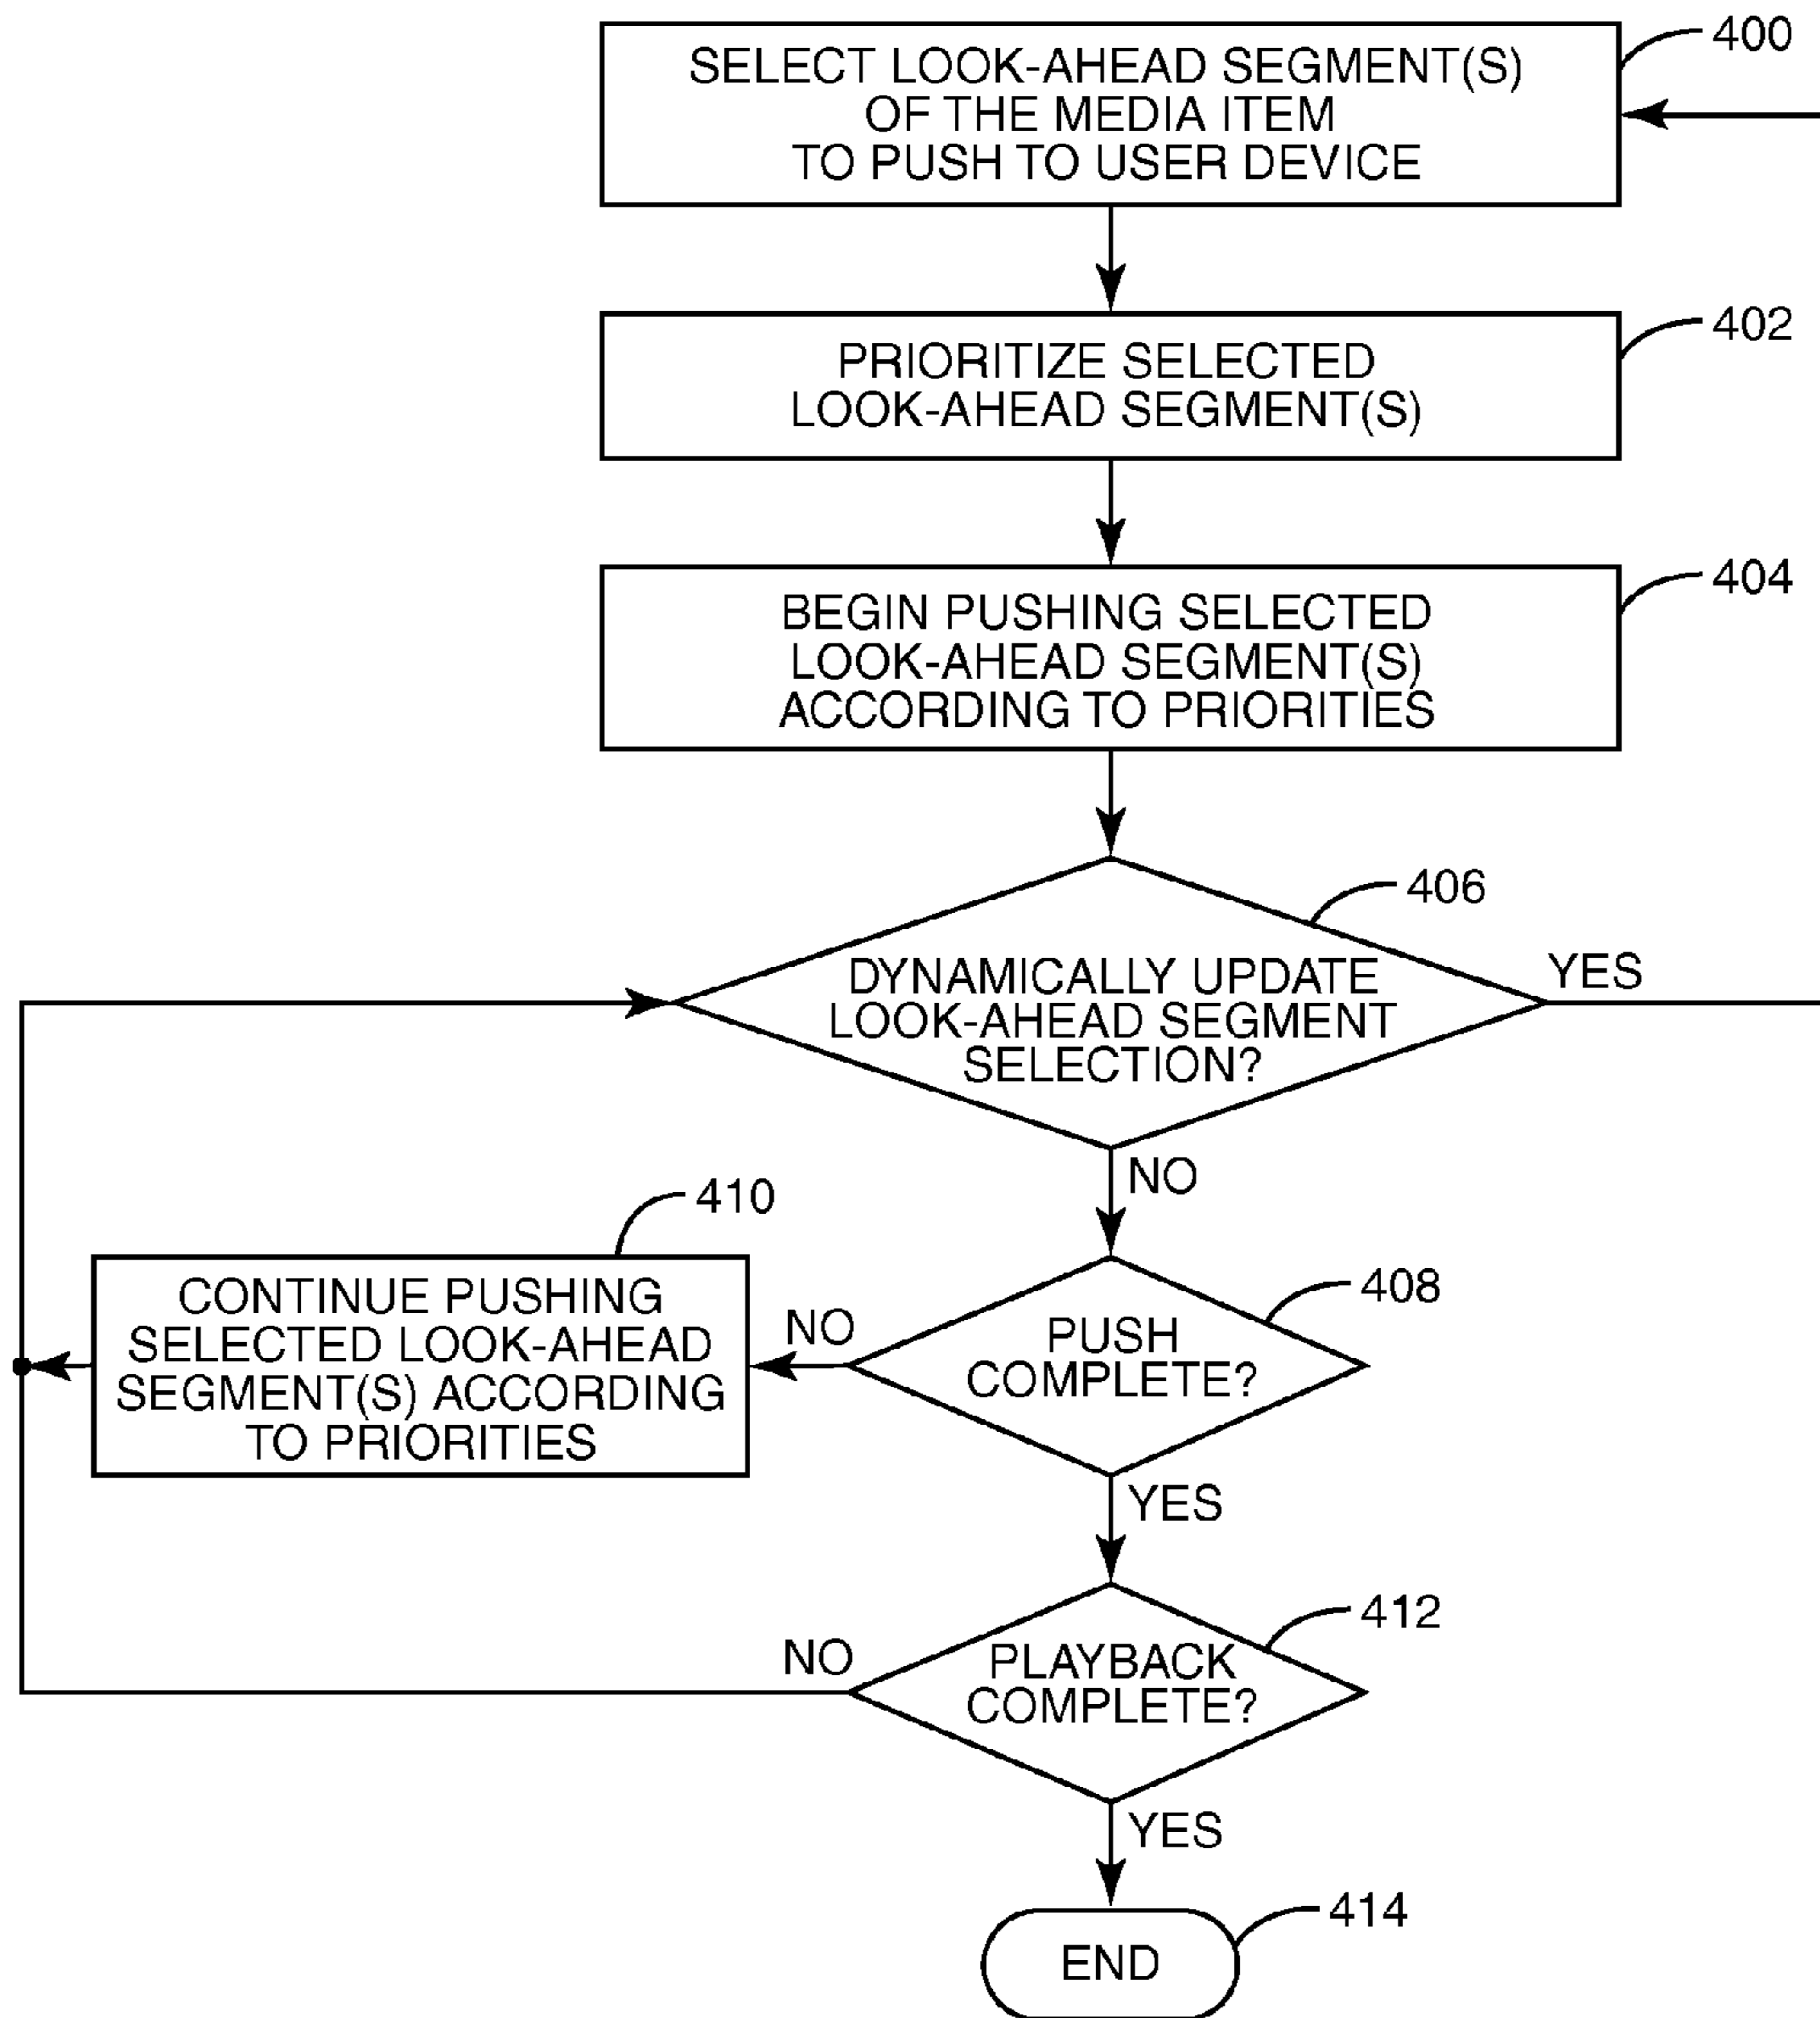 SELECT LOOK-AHEAD SEGMENT(S)
OF THE MEDIA ITEM
TO PUSH TO USER DEVICE
400
PRIORITIZE SELECTED
LOOK-AHEAD SEGMENT(S)
402
BEGIN PUSHING SELECTED
LOOK-AHEAD SEGMENT(S)
ACCORDING TO PRIORITIES
404
406
DYNAMICALLY UPDATE
LOOK-AHEAD SEGMENT
SELECTION?
YES
NO
410
CONTINUE PUSHING
SELECTED LOOK-AHEAD
SEGMENT(S) ACCORDING
TO PRIORITIES
NO
408
PUSH
COMPLETE?
YES
412
NO
PLAYBACK
COMPLETE?
YES
414
END